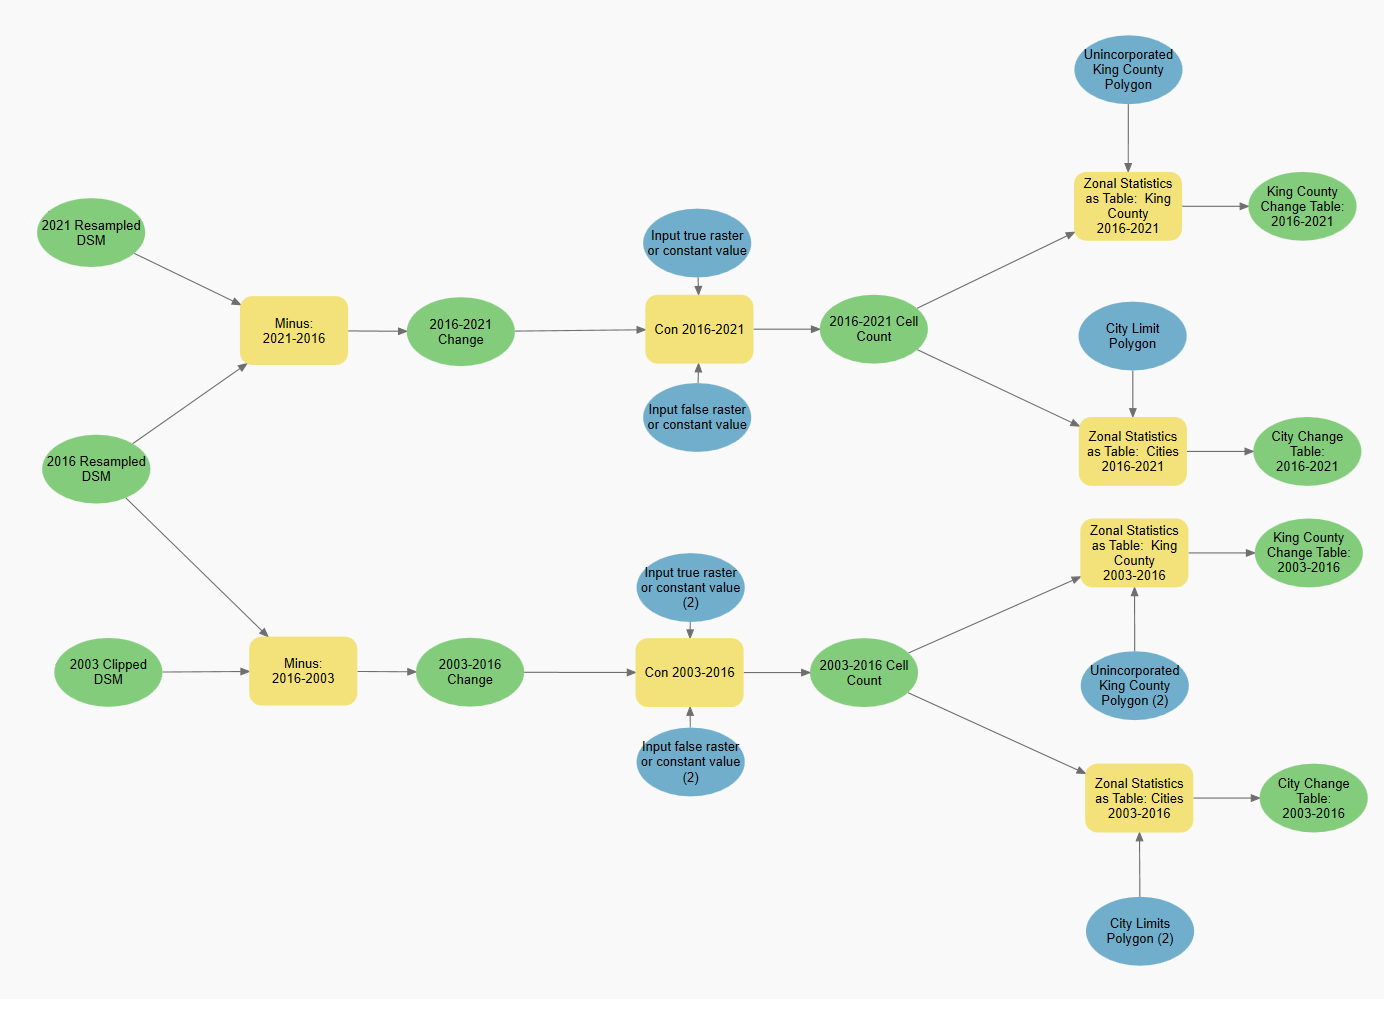 Unincorporated
King County
Polygon
Zonal Statistics
as Table:  King
County
2016-2021
King County
Change Table:
2016-2021
2021 Resampled
DSM
Input true raster
or constant value
Minus:
2021-2016
2016-2021
Change
Con 2016-2021
2016-2021 Cell
Count
City Limit
Polygon
Input false raster
or constant value
Zonal Statistics
as Table:  Cities
2016-2021
City Change
Table:
2016-2021
2016 Resampled
DSM
Zonal Statistics
as Table:  King
County
2003-2016
King County
Change Table:
2003-2016
Input true raster
or constant value
(2)
2003 Clipped
DSM
Minus:
2016-2003
2003-2016
Change
Con 2003-2016
2003-2016 Cell
Count
Unincorporated
King County
Polygon (2)
Input false raster
or constant value
(2)
Zonal Statistics
as Table: Cities
2003-2016
City Change
Table:
2003-2016
City Limits
Polygon (2)